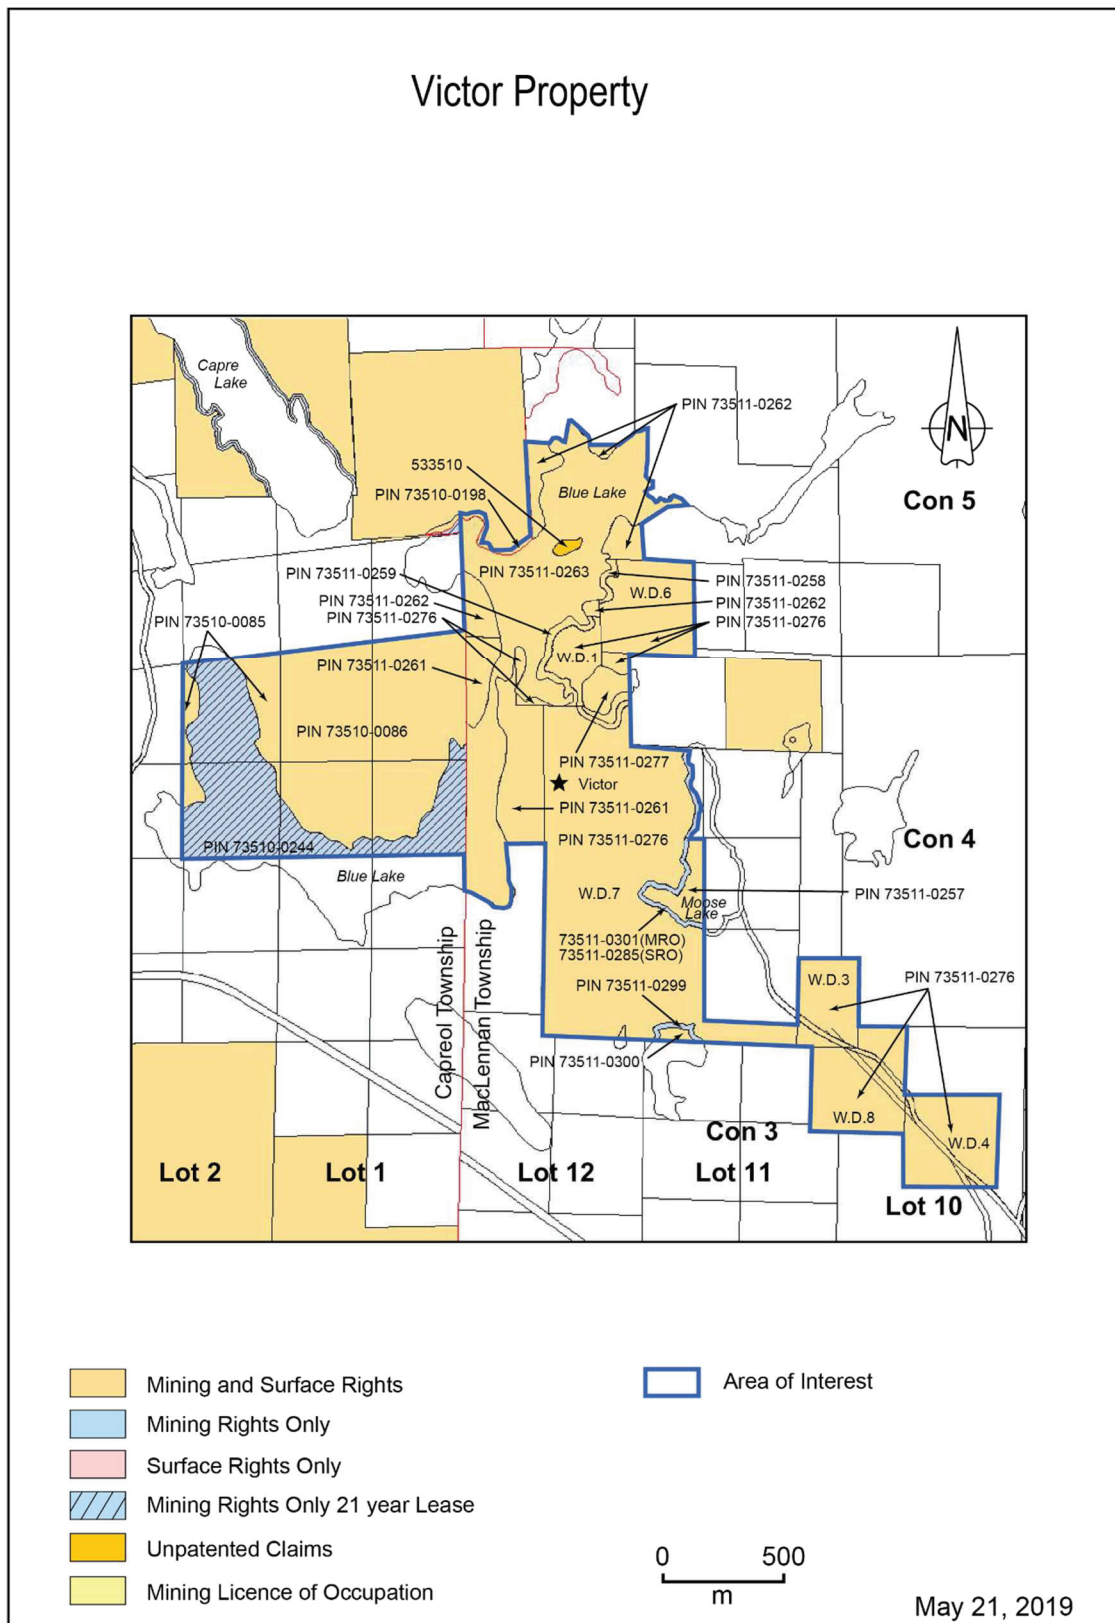 Victor Property
Capre
Lake
PIN 73511-0262
N
533510
PIN 73510-0198
Blue Lake
Con 5
PIN 73511-0259
PIN 73511-0263
PIN 73511-0258
PIN 73511-0262
W.D.6
PIN 73511-0262
PIN 73511-0276
PIN 73511-0276
PIN 73510-0085
W.D.1
PIN 73511-0261
PIN 73510-0086
PIN 73511-0277
Victor
PIN 73511-0261
PIN 73511-0276
Con 4
PIN 73510-0244
Blue Lake
W.D.7
PIN 73511-0257
Moose
Lake
73511-0301(MRO)
73511-0285(SRO)
Capreol Township
MacLennan Township
PIN 73511-0299
W.D.3
PIN 73511-0276
PIN 73511-0300
W.D.8
Con 3
W.D.4
Lot 2
Lot 1
Lot 12
Lot 11
Lot 10
Mining and Surface Rights
Area of Interest
Mining Rights Only
Surface Rights Only
Mining Rights Only 21 year Lease
Unpatented Claims
Mining Licence of Occupation
0 500
m
May 21, 2019